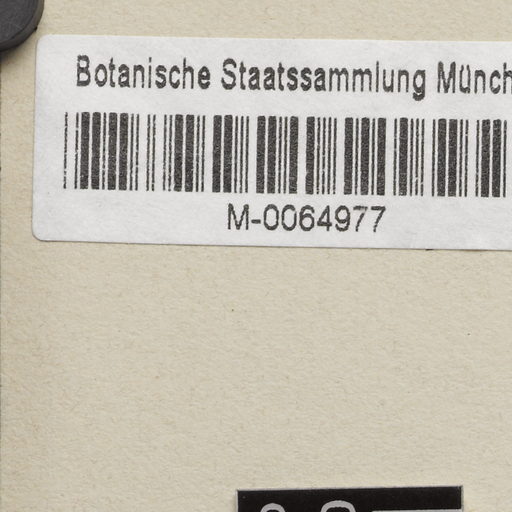 Botanische Staatssammlung Münch
M-0064977